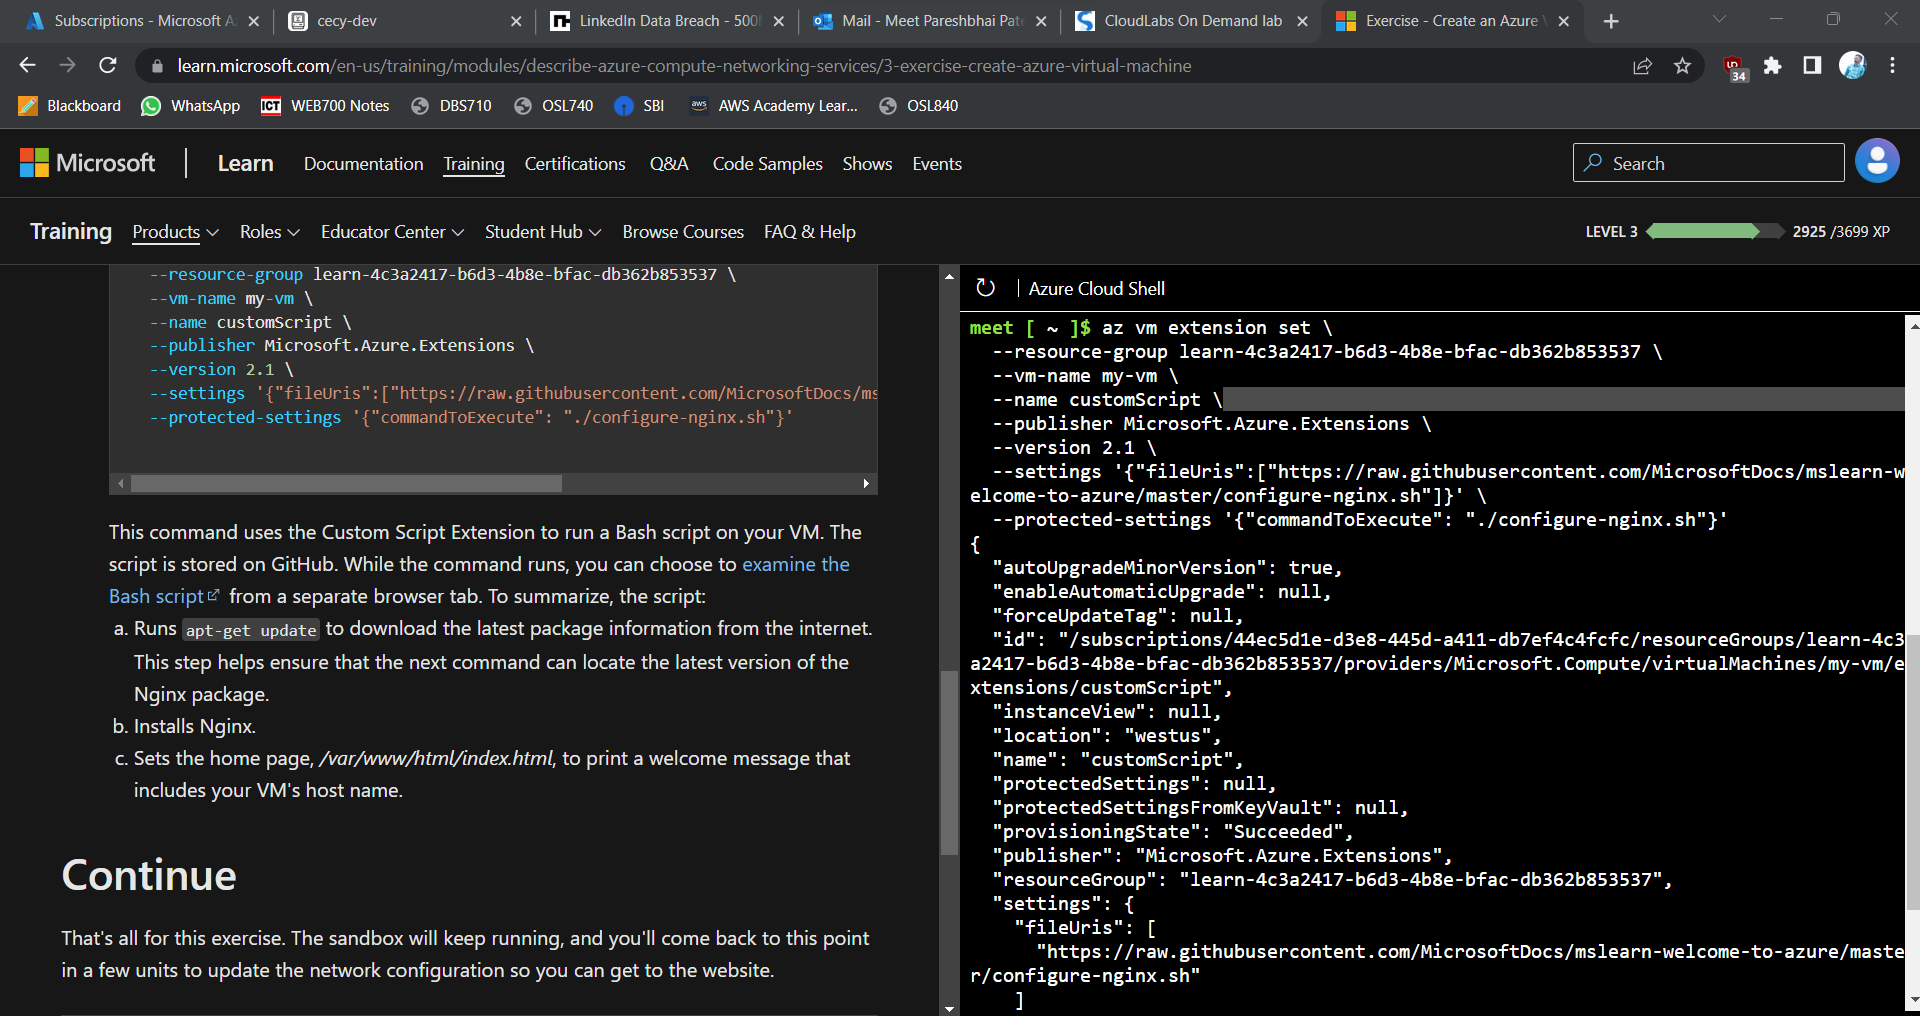 Subscriptions - Microsoft A
cecy-dev
LinkedIn Data Breach - 500
Mail - Meet Pareshbhai Pate
CloudLabs On Demand lab
Exercise - Create an Azure V
learn.microsoft.com/en-us/training/modules/describe-azure-compute-networking-services/3-exercise-create-azure-virtual-machine
34
Blackboard
WhatsApp
ICT
WEB700 Notes
DBS710
OSL740
SBI
aws
AWS Academy Lear...
OSL840
Microsoft
Learn
Documentation
Training
Certifications
Q&A
Code Samples
Shows
Events
Search
Training
Products
Roles
Educator Center
Student Hub
Browse Courses
FAQ & Help
LEVEL 3
2925 /3699 XP
--resource-group learn-4c3a2417-b6d3-4b8e-bfac-db362b853537 \
--vm-name my-vm \
--name customScript \
--publisher Microsoft.Azure.Extensions \
--version 2.1 \
--settings '{"fileUris":["https://raw.githubusercontent.com/MicrosoftDocs/ms
--protected-settings '{"commandToExecute": "./configure-nginx.sh"}'
This command uses the Custom Script Extension to run a Bash script on your VM. The
script is stored on GitHub. While the command runs, you can choose to examine the
Bash script from a separate browser tab. To summarize, the script:
a. Runs apt-get update to download the latest package information from the internet.
This step helps ensure that the next command can locate the latest version of the
Nginx package.
b. Installs Nginx.
c. Sets the home page, /var/www/html/index.html, to print a welcome message that
includes your VM's host name.
Continue
That's all for this exercise. The sandbox will keep running, and you'll come back to this point
in a few units to update the network configuration so you can get to the website.
Azure Cloud Shell
meet [ ~ ]$ az vm extension set \
--resource-group learn-4c3a2417-b6d3-4b8e-bfac-db362b853537 \
--vm-name my-vm \
--name customScript \
--publisher Microsoft.Azure.Extensions \
--version 2.1 \
--settings '{"fileUris":["https://raw.githubusercontent.com/MicrosoftDocs/mslearn-w
elcome-to-azure/master/configure-nginx.sh"]}' \
--protected-settings '{"commandToExecute": "./configure-nginx.sh"}'
{
"autoUpgradeMinorVersion": true,
"enableAutomaticUpgrade": null,
"forceUpdateTag": null,
"id": "/subscriptions/44ec5d1e-d3e8-445d-a411-db7ef4c4fcfc/resourceGroups/learn-4c3
a2417-b6d3-4b8e-bfac-db362b853537/providers/Microsoft.Compute/virtualMachines/my-vm/e
xtensions/customScript",
"instanceView": null,
"location": "westus",
"name": "customScript",
"protectedSettings": null,
"protectedSettingsFromKeyVault": null,
"provisioningState": "Succeeded",
"publisher": "Microsoft.Azure.Extensions",
"resourceGroup": "learn-4c3a2417-b6d3-4b8e-bfac-db362b853537",
"settings": {
"fileUris": [
"https://raw.githubusercontent.com/MicrosoftDocs/mslearn-welcome-to-azure/maste
r/configure-nginx.sh"
]